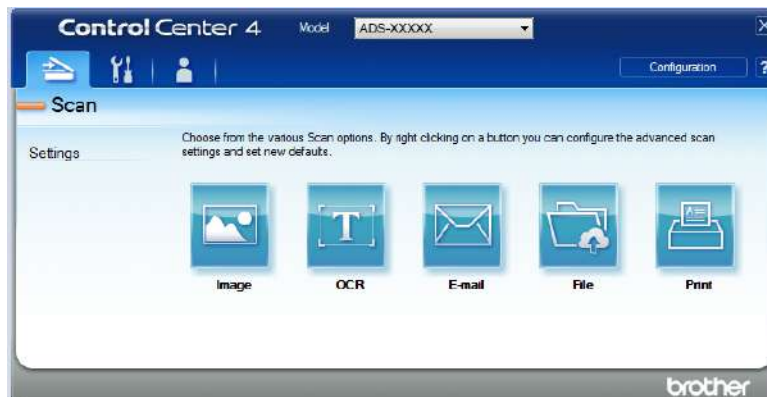 Control Center 4
Model
ADS-XXXXX
Configuration
?
Scan
Settings
Choose from the various Scan options. By right clicking on a button you can configure the advanced scan
settings and set new defaults.
T
Image
OCR
E-mail
File
Print
brother